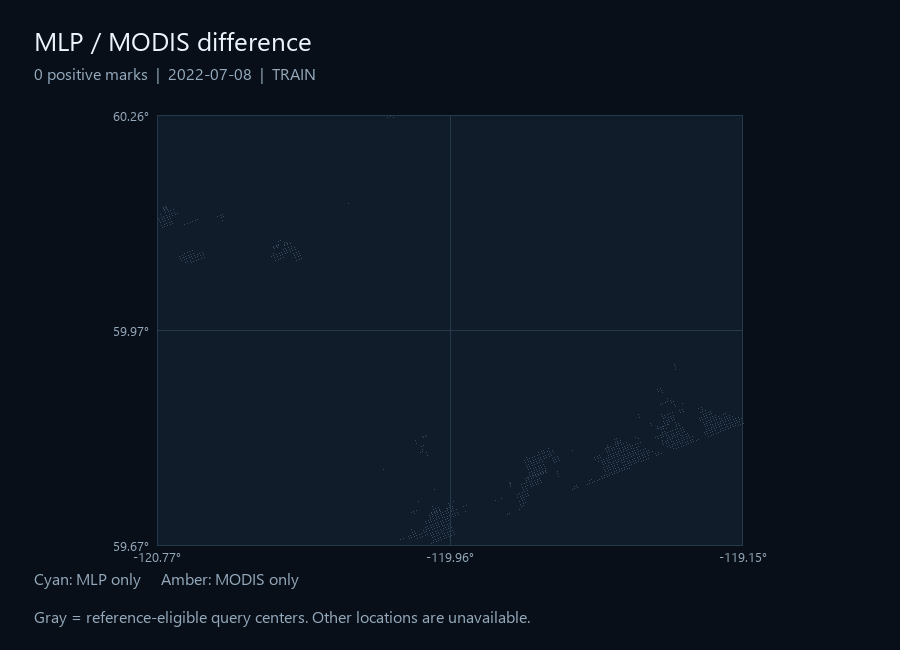 MLP / MODIS difference
0 positive marks | 2022-07-08 | TRAIN
60.26°
59.97°
59.67°
-120.77° -119.96° -119.15°
Cyan: MLP only Amber: MODIS only
Gray = reference-eligible query centers. Other locations are unavailable.